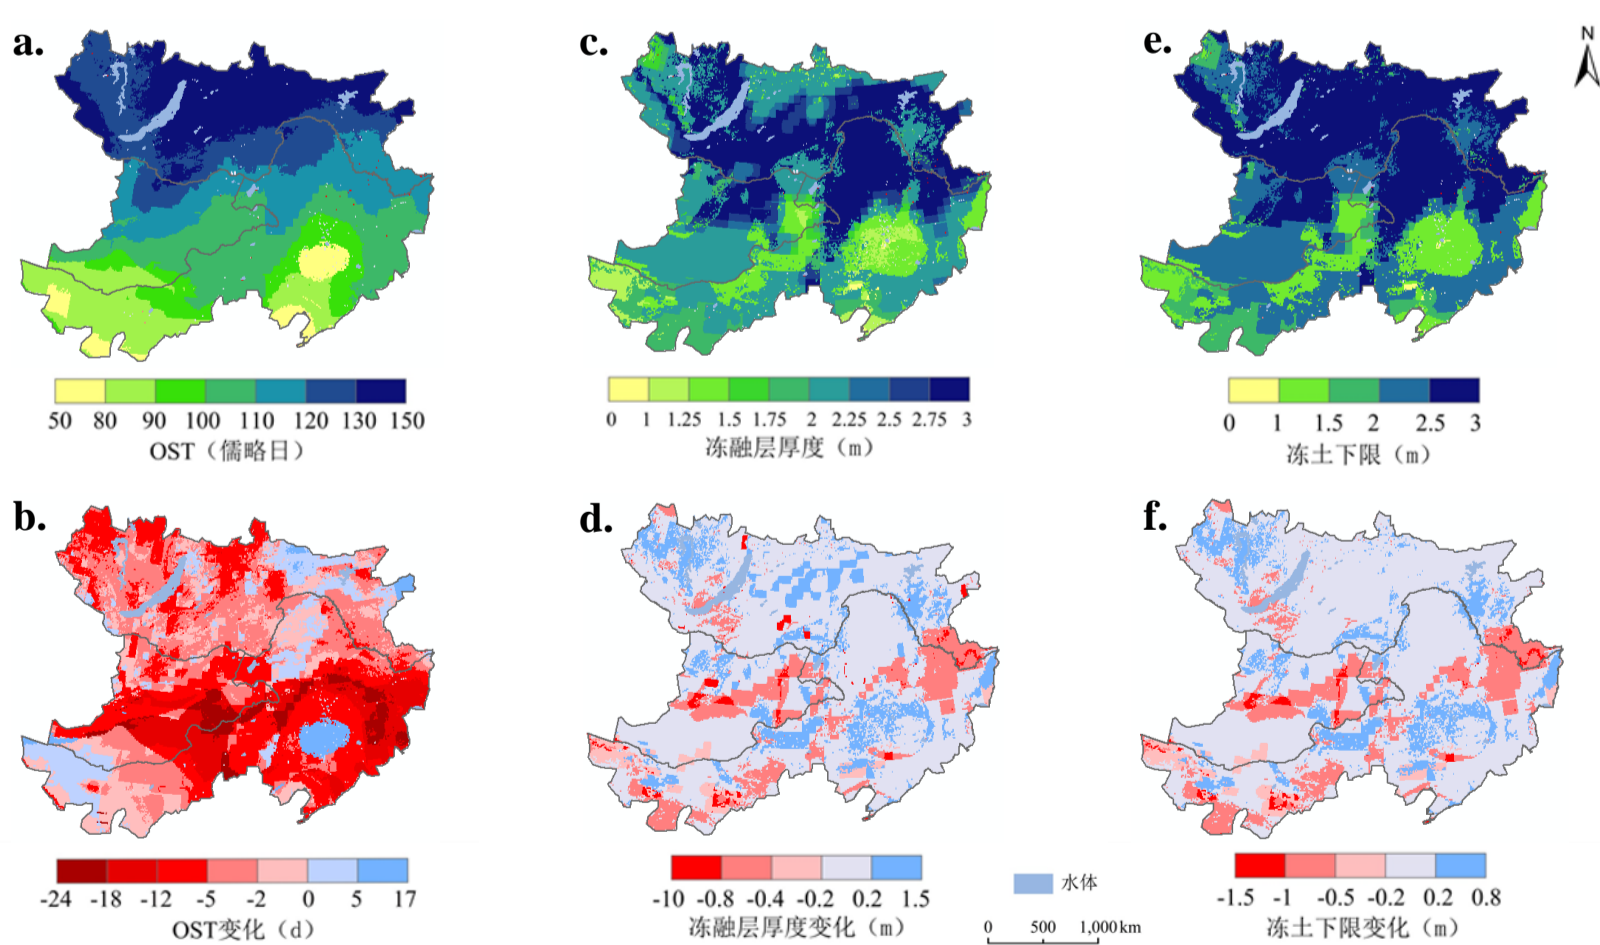 a.
c.
e.
N
50 80 90 100 110 120 130 150
OST（儒略日）
0 1 1.25 1.5 1.75 2 2.25 2.5 2.75 3
冻融层厚度（m）
0 1 1.5 2 2.5 3
冻土下限（m）
b.
d.
f.
-24 -18 -12 -5 -2 0 5 17
OST变化（d）
-10 -0.8 -0.4 -0.2 0.2 1.5
冻融层厚度变化（m）
水体
0 500 1,000 km
-1.5 -1 -0.5 -0.2 0.2 0.8
冻土下限变化（m）